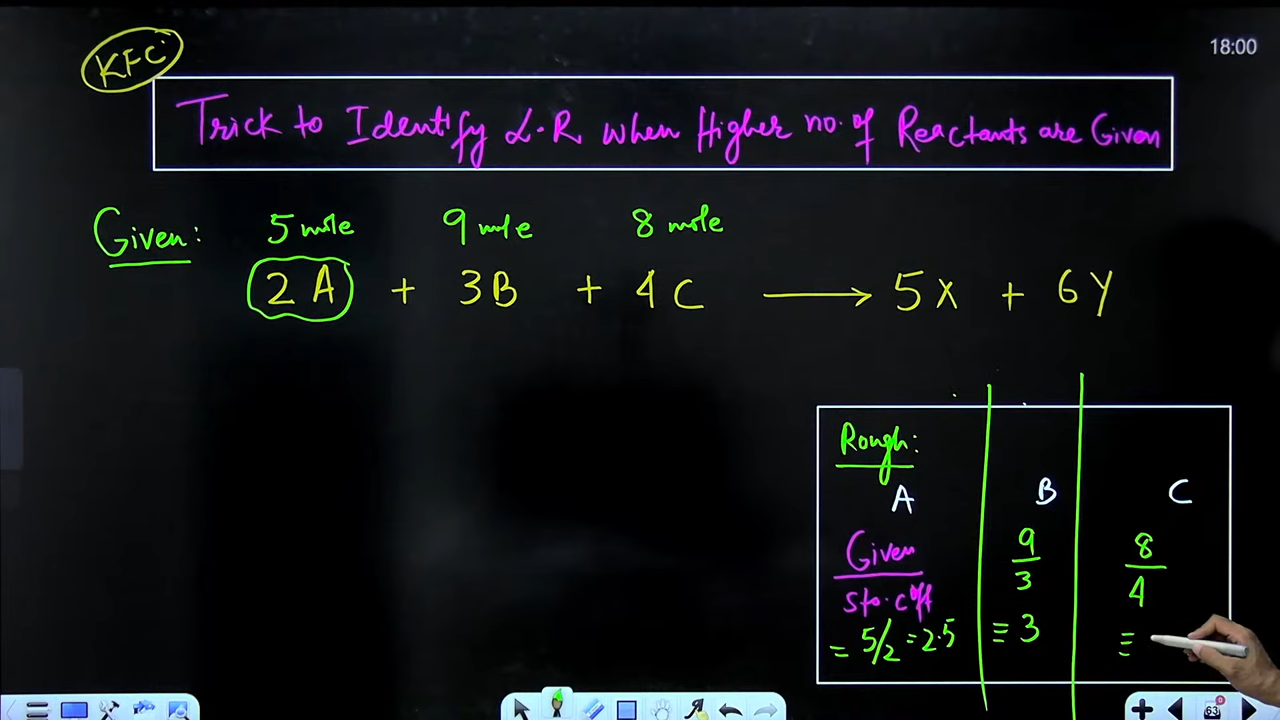 KFC
18:00
Trick to Identify L.R when Higher no. of Reactants are Given
Given: 5 mole 9 mole 8 mole
2A + 3B + 4C ⟶ 5X + 6Y
Rough:
A B C
Given/Sto. Coff 9/3 8/4
= 5/2 = 2.5 ≡ 3 ≡
63